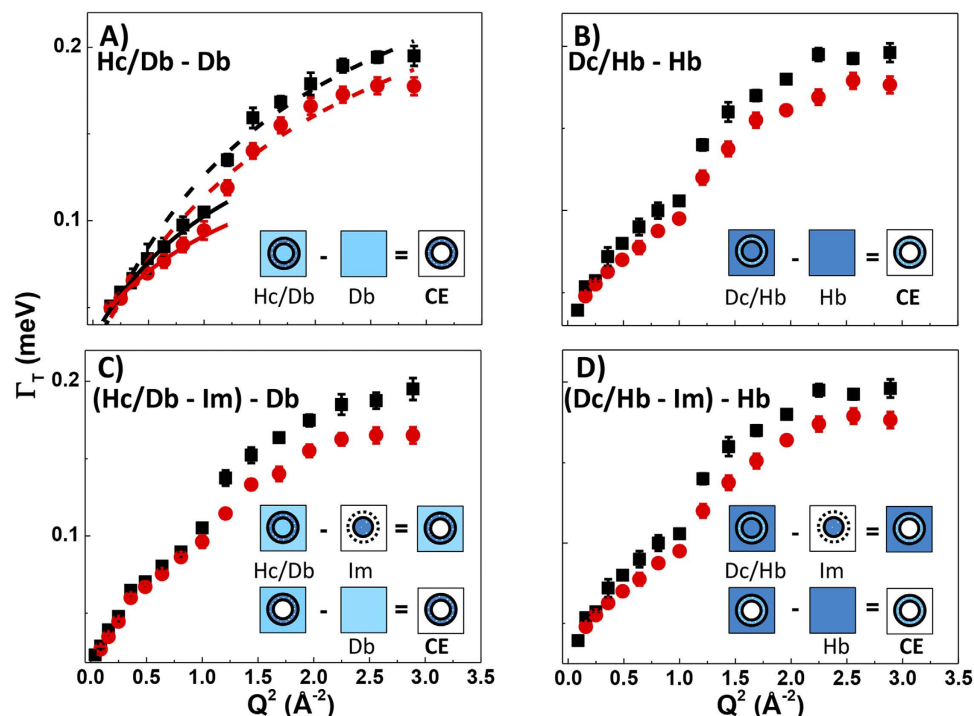 A)
Hc/Db - Db
0.2
0.1
Hc/Db - Db = CE
B)
Dc/Hb - Hb
Dc/Hb - Hb = CE
ΓT (meV)
C)
(Hc/Db - Im) - Db
0.2
0.1
- =
Hc/Db Im
- =
Db CE
0.0 0.5 1.0 1.5 2.0 2.5 3.0 3.5
Q² (Å⁻²)
D)
(Dc/Hb - Im) - Hb
- =
Dc/Hb Im
- =
Hb CE
0.0 0.5 1.0 1.5 2.0 2.5 3.0 3.5
Q² (Å⁻²)